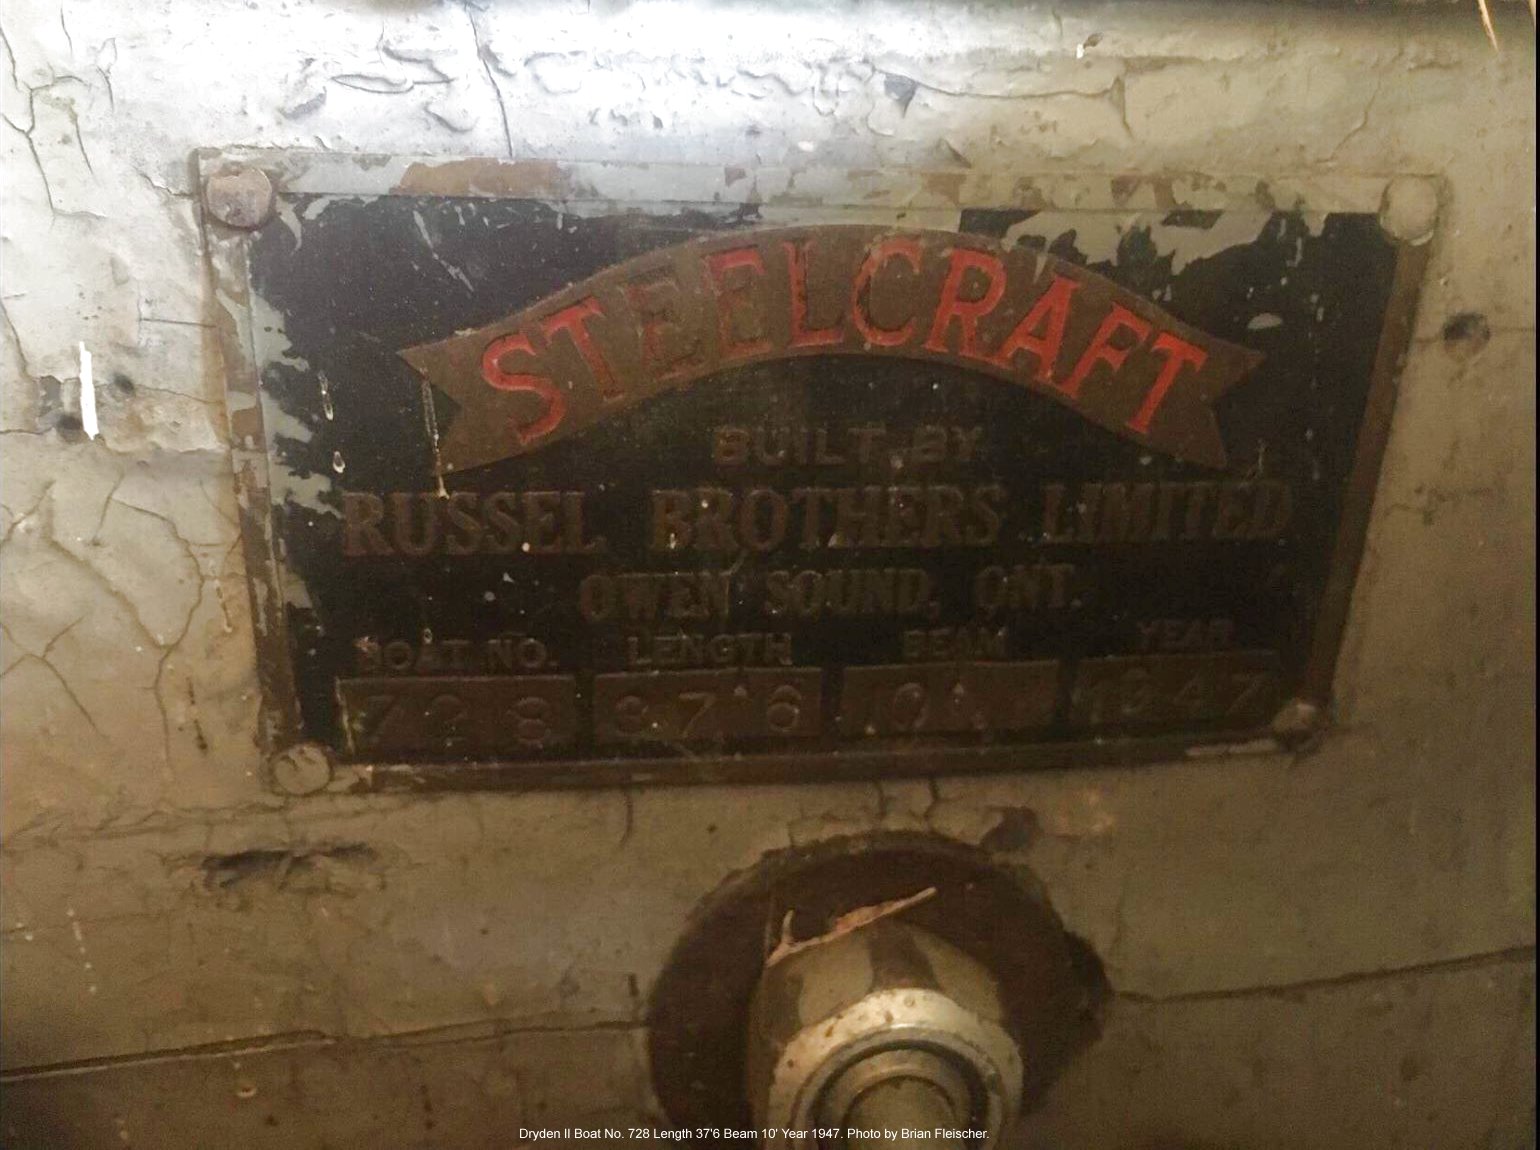 STEELCRAFT
BUILT BY
RUSSEL BROTHERS LIMITED
OWEN SOUND, ONT.
BOAT NO. LENGTH BEAM YEAR
728 37'6 10' 1947
Dryden II Boat No. 728 Length 37'6 Beam 10' Year 1947. Photo by Brian Fleischer.